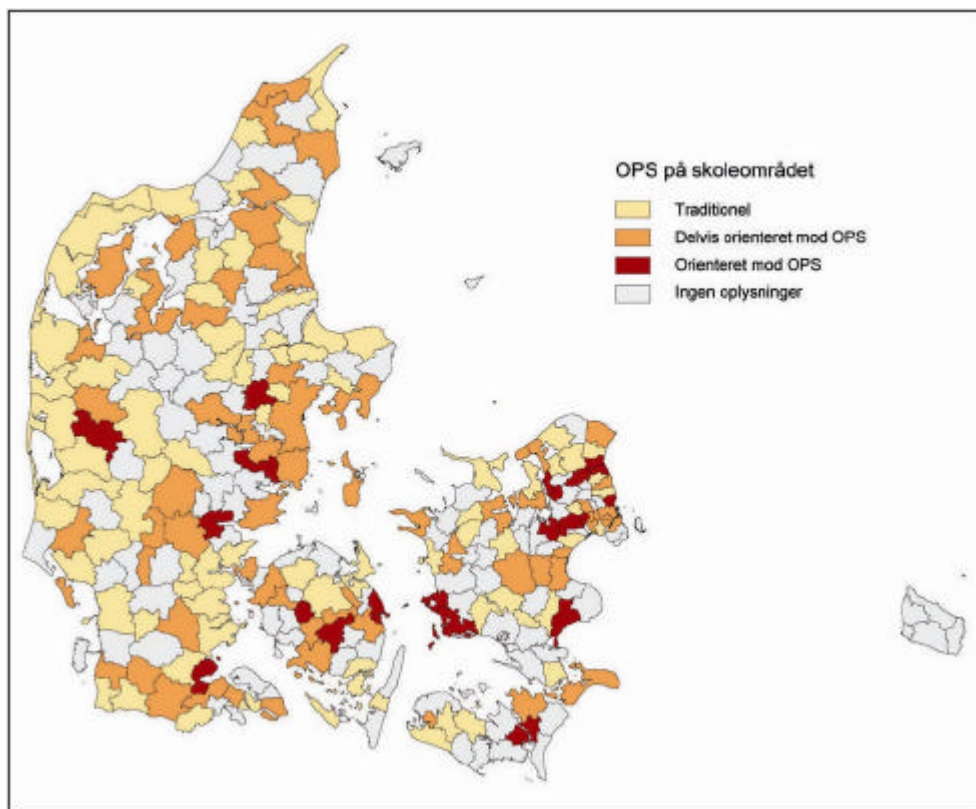 OPS på skoleområdet
Traditionel
Delvis orienteret mod OPS
Orienteret mod OPS
Ingen oplysninger